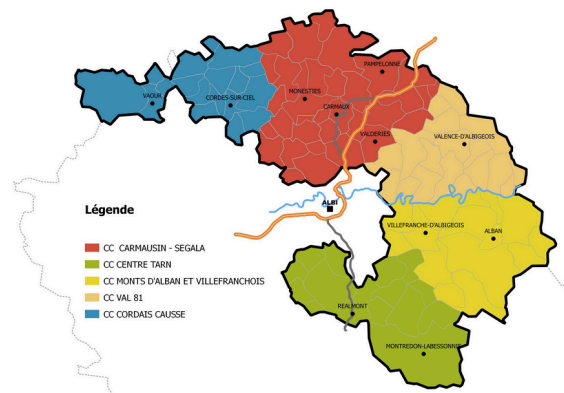 PAMPELONNE
VAOUR
CORDES-SUR-CIEL
MONESTIES
CARMAUX
VALDERIES
VALENCE-D'ALBIGEOIS
ALBI
VILLEFRANCHE-D'ALBIGEOIS
ALBAN
REALMONT
MONTREDON-LABESSONNIE
Légende
CC CARMAUSIN - SEGALA
CC CENTRE TARN
CC MONTS D'ALBAN ET VILLEFRANCHOIS
CC VAL 81
CC CORDAIS CAUSSE